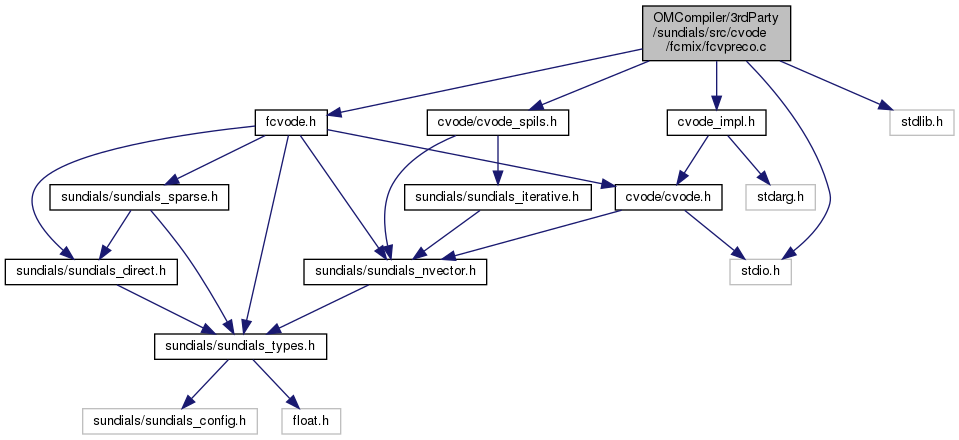 OMCompiler/3rdParty
/sundials/src/cvode
/fcmix/fcvpreco.c
fcvode.h
cvode/cvode_spils.h
cvode_impl.h
stdlib.h
sundials/sundials_sparse.h
sundials/sundials_iterative.h
cvode/cvode.h
stdarg.h
sundials/sundials_direct.h
sundials/sundials_nvector.h
stdio.h
sundials/sundials_types.h
sundials/sundials_config.h
float.h